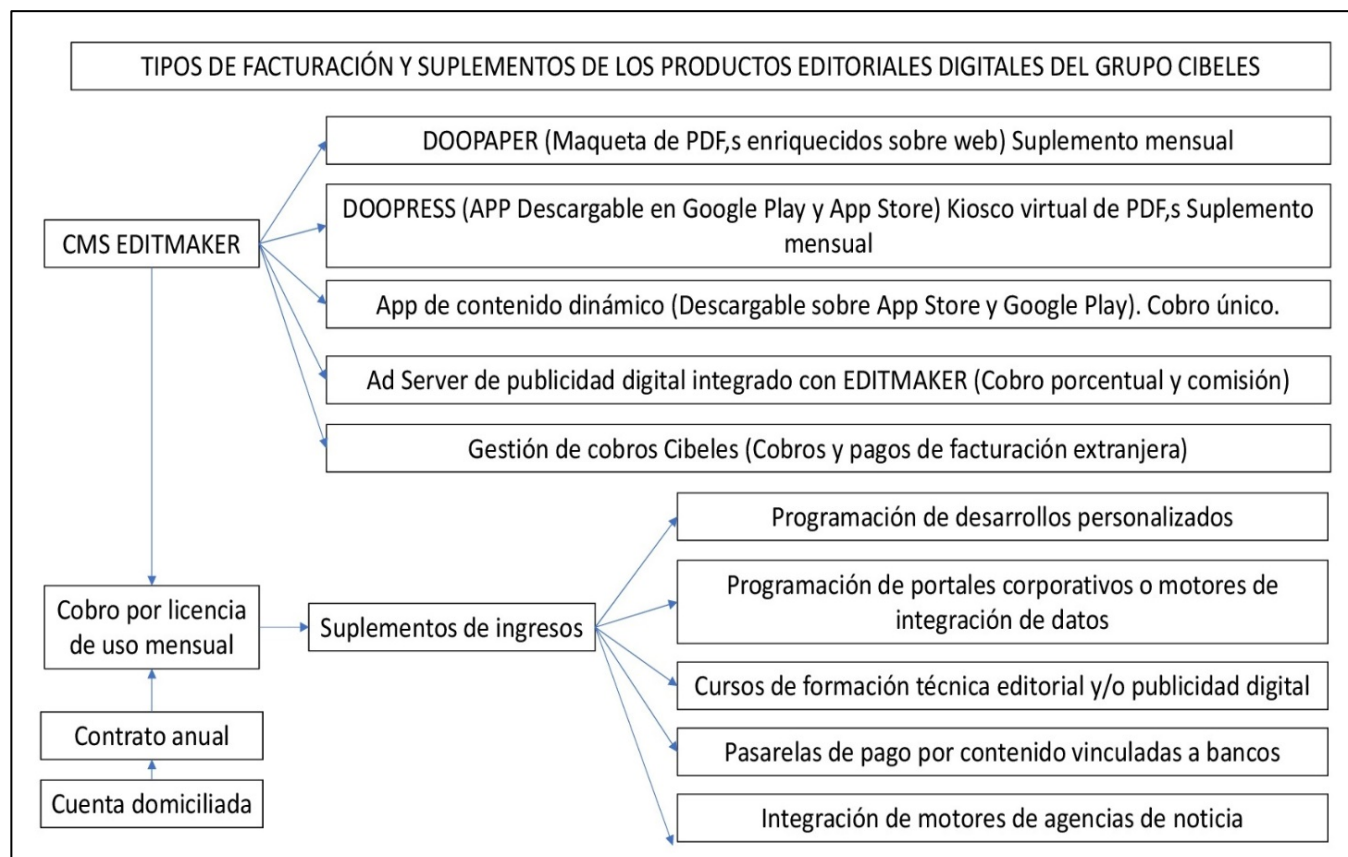 TIPOS DE FACTURACIÓN Y SUPLEMENTOS DE LOS PRODUCTOS EDITORIALES DIGITALES DEL GRUPO CIBELES
DOOPAPER (Maqueta de PDF,s enriquecidos sobre web) Suplemento mensual
DOOPRESS (APP Descargable en Google Play y App Store) Kiosco virtual de PDF,s Suplemento
mensual
CMS EDITMAKER
App de contenido dinámico (Descargable sobre App Store y Google Play). Cobro único.
Ad Server de publicidad digital integrado con EDITMAKER (Cobro porcentual y comisión)
Gestión de cobros Cibeles (Cobros y pagos de facturación extranjera)
Cobro por licencia
de uso mensual
Suplementos de ingresos
Programación de desarrollos personalizados
Programación de portales corporativos o motores de
integración de datos
Cursos de formación técnica editorial y/o publicidad digital
Pasarelas de pago por contenido vinculadas a bancos
Integración de motores de agencias de noticia
Contrato anual
Cuenta domiciliada